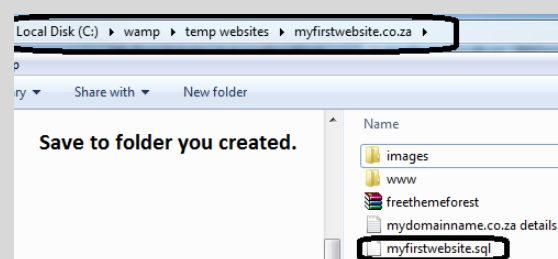 Local Disk (C:) ▸ wamp ▸ temp websites ▸ myfirstwebsite.co.za ▸
Share with ▾ New folder
Save to folder you created.
Name
images
www
freethemeforest
mydomainname.co.za details
myfirstwebsite.sql